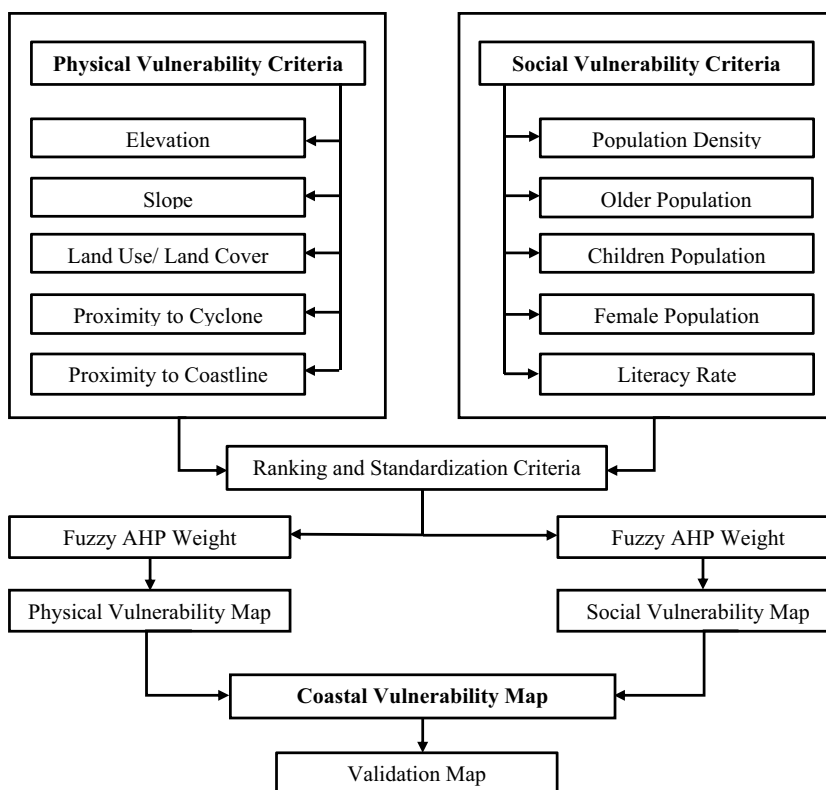 Physical Vulnerability Criteria
Elevation
Slope
Land Use/ Land Cover
Proximity to Cyclone
Proximity to Coastline
Social Vulnerability Criteria
Population Density
Older Population
Children Population
Female Population
Literacy Rate
Ranking and Standardization Criteria
Fuzzy AHP Weight
Fuzzy AHP Weight
Physical Vulnerability Map
Social Vulnerability Map
Coastal Vulnerability Map
Validation Map